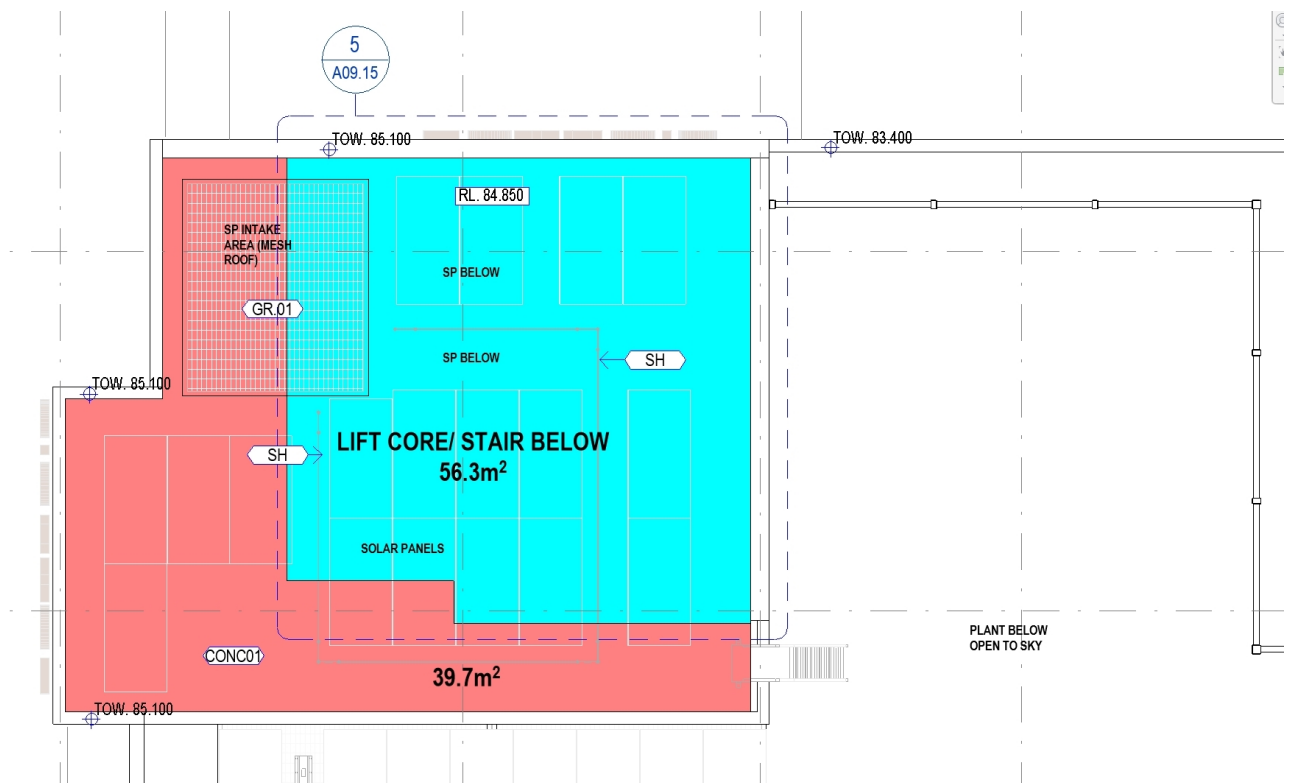 5
A09.15
TOW. 85.100
TOW. 83.400
RL. 84.850
SP INTAKE
AREA (MESH
ROOF)
SP BELOW
GR.01
SP BELOW
SH
TOW. 85.100
LIFT CORE/ STAIR BELOW
56.3m²
SH
SOLAR PANELS
PLANT BELOW
OPEN TO SKY
CONC01
39.7m²
TOW. 85.100